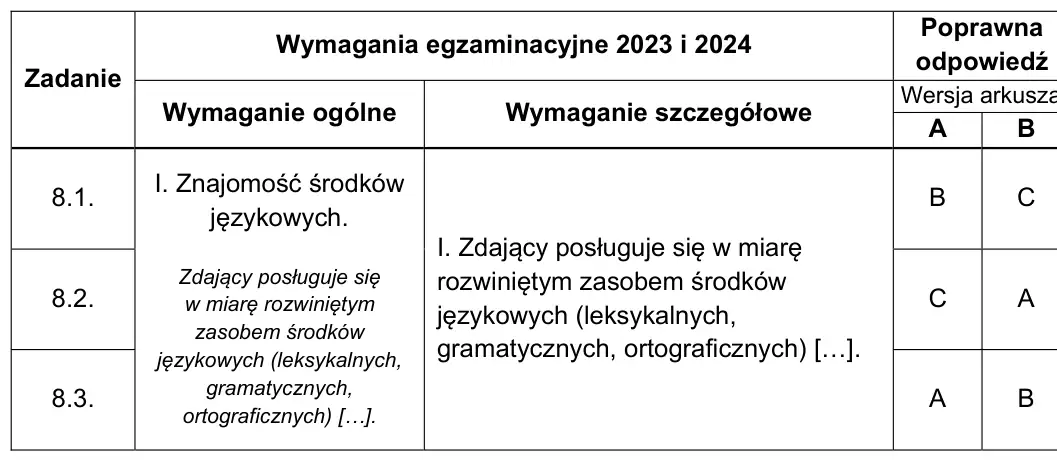 Zadanie
Wymagania egzaminacyjne 2023 i 2024
Poprawna
odpowiedź
Wymaganie ogólne
Wymaganie szczegółowe
Wersja arkusza
A
B
8.1.
I. Znajomość środków
językowych.
Zdający posługuje się
w miarę rozwiniętym
zasobem środków
językowych (leksykalnych,
gramatycznych,
ortograficznych) […].
I. Zdający posługuje się w miarę
rozwiniętym zasobem środków
językowych (leksykalnych,
gramatycznych, ortograficznych) […].
B
C
8.2.
C
A
8.3.
A
B